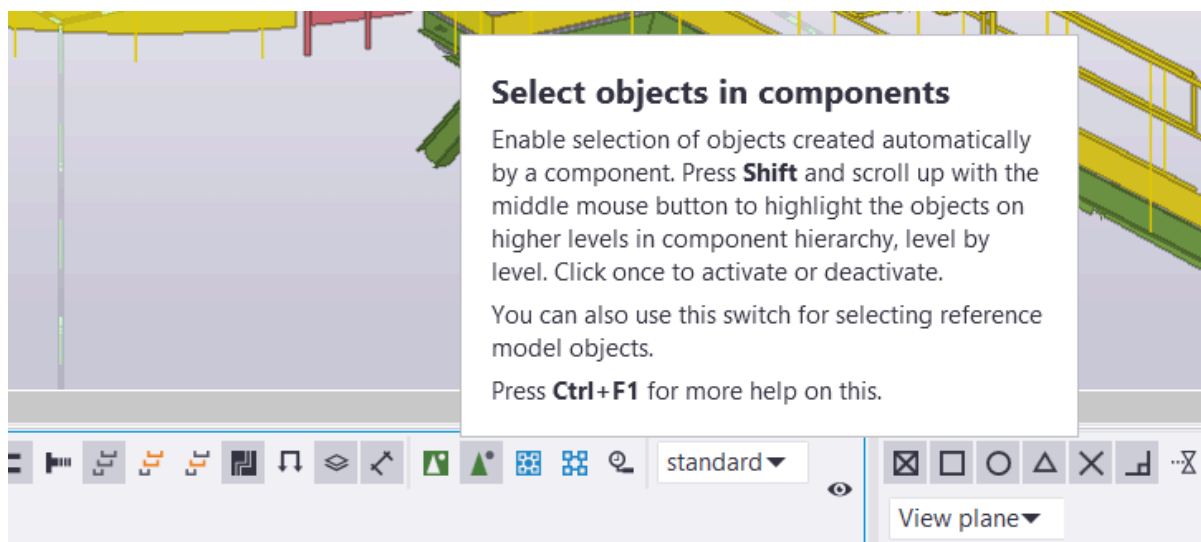 Select objects in components
Enable selection of objects created automatically
by a component. Press Shift and scroll up with the
middle mouse button to highlight the objects on
higher levels in component hierarchy, level by
level. Click once to activate or deactivate.
You can also use this switch for selecting reference
model objects.
Press Ctrl+F1 for more help on this.
standard
View plane